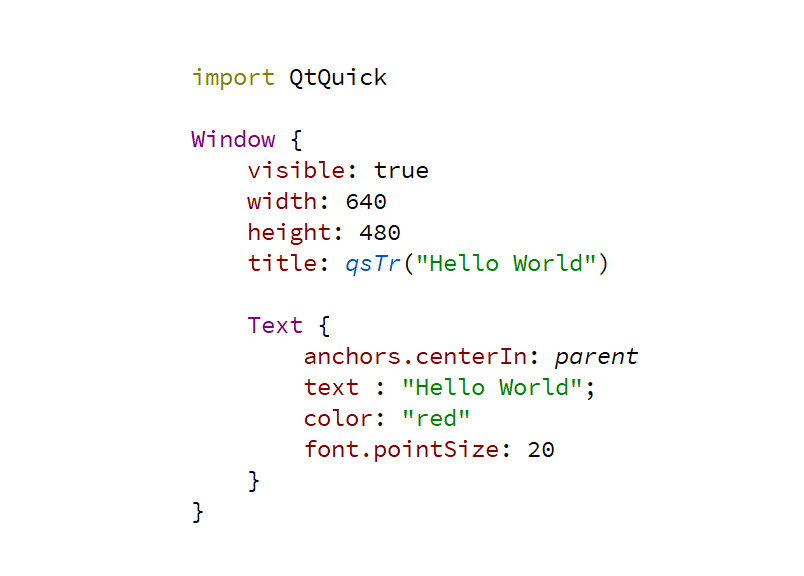 import QtQuick

Window {
    visible: true
    width: 640
    height: 480
    title: qsTr("Hello World")

    Text {
        anchors.centerIn: parent
        text : "Hello World";
        color: "red"
        font.pointSize: 20
    }
}